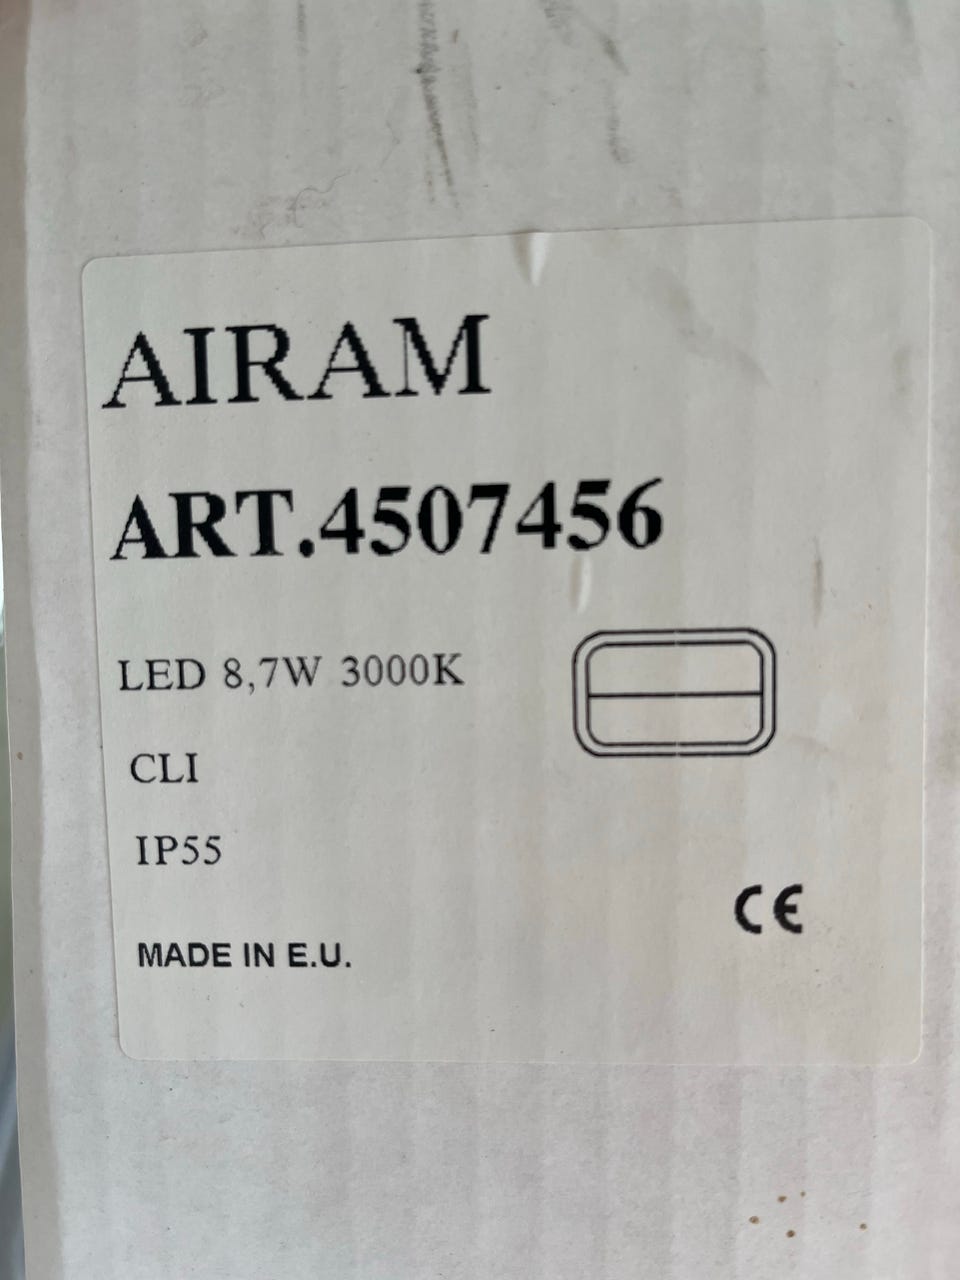 AIRAM
ART.4507456
LED 8,7W 3000K
CLI
IP55
CE
MADE IN E.U.